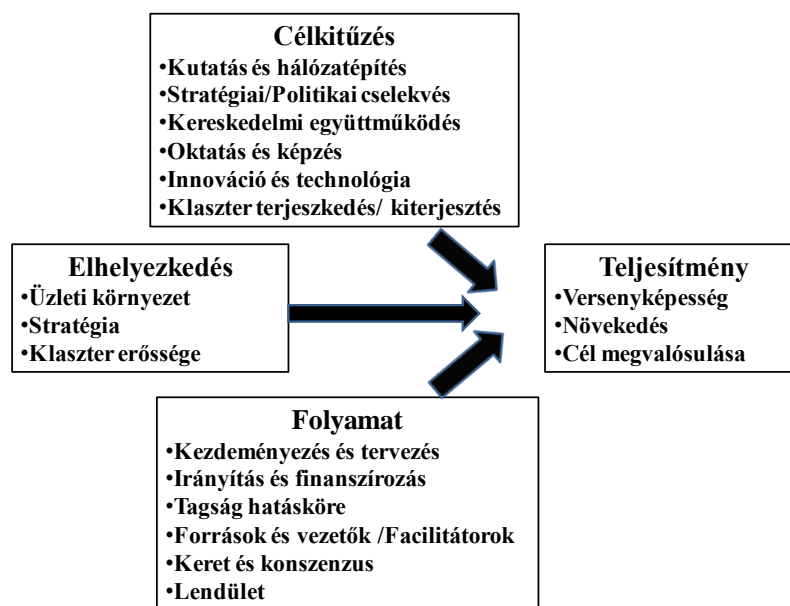 Célkitűzés
•Kutatás és hálózatépítés
•Stratégiai/Politikai cselekvés
•Kereskedelmi együttműködés
•Oktatás és képzés
•Innováció és technológia
•Klaszter terjeszkedés/ kiterjesztés
Elhelyezkedés
•Üzleti környezet
•Stratégia
•Klaszter erőssége
Teljesítmény
•Versenyképesség
•Növekedés
•Cél megvalósulása
Folyamat
•Kezdeményezés és tervezés
•Irányítás és finanszírozás
•Tagság hatásköre
•Források és vezetők /Facilitátorok
•Keret és konszenzus
•Lendület